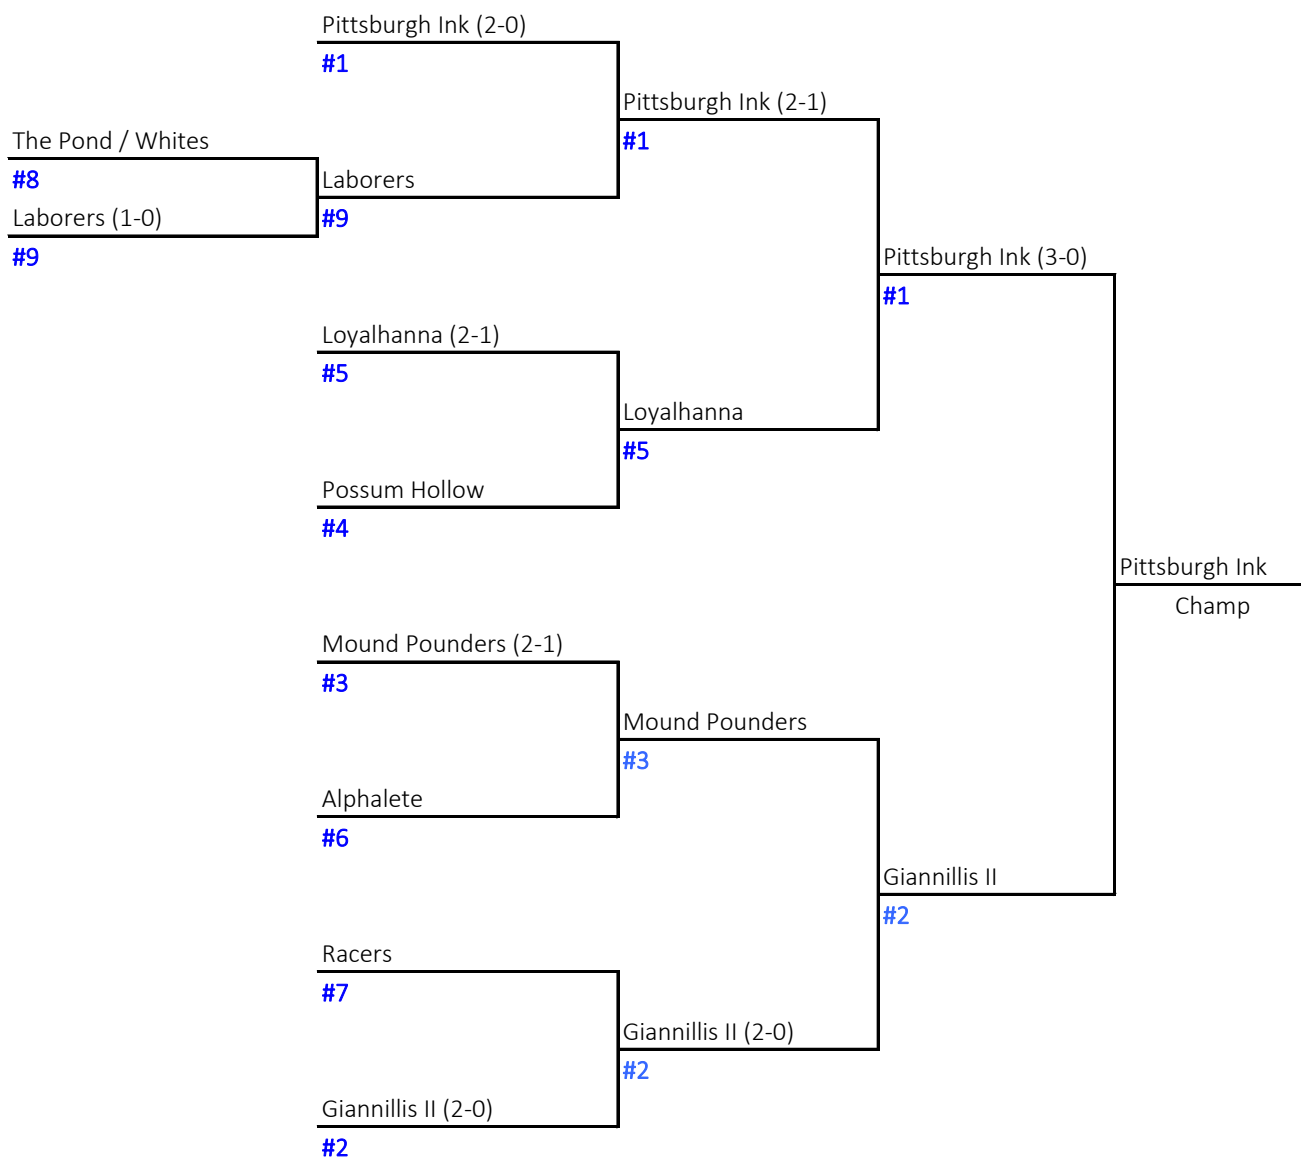 Pittsburgh Ink (2-0)
#1
Pittsburgh Ink (2-1)
#1
The Pond / Whites
#8
Laborers
#9
Laborers (1-0)
#9
Pittsburgh Ink (3-0)
#1
Loyalhanna (2-1)
#5
Loyalhanna
#5
Possum Hollow
#4
Pittsburgh Ink
Champ
Mound Pounders (2-1)
#3
Mound Pounders
#3
Alphalete
#6
Giannillis II
#2
Racers
#7
Giannillis II (2-0)
#2
Giannillis II (2-0)
#2